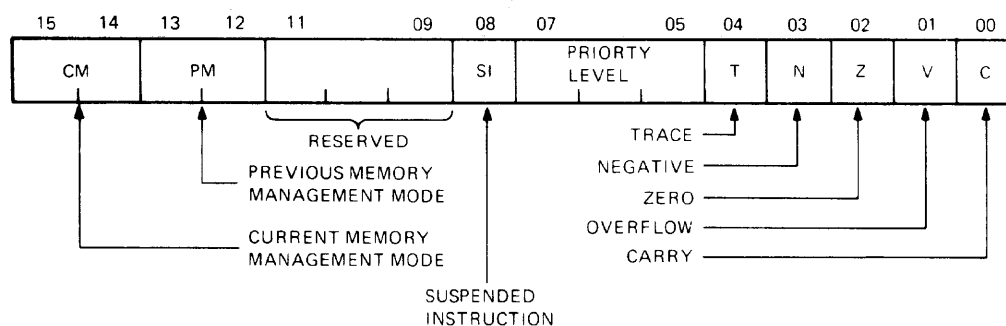 15 14 13 12 11 09 08 07 05 04 03 02 01 00
CM PM SI PRIORTY LEVEL T N Z V C
RESERVED
PREVIOUS MEMORY
MANAGEMENT MODE
CURRENT MEMORY
MANAGEMENT MODE
SUSPENDED
INSTRUCTION
TRACE
NEGATIVE
ZERO
OVERFLOW
CARRY